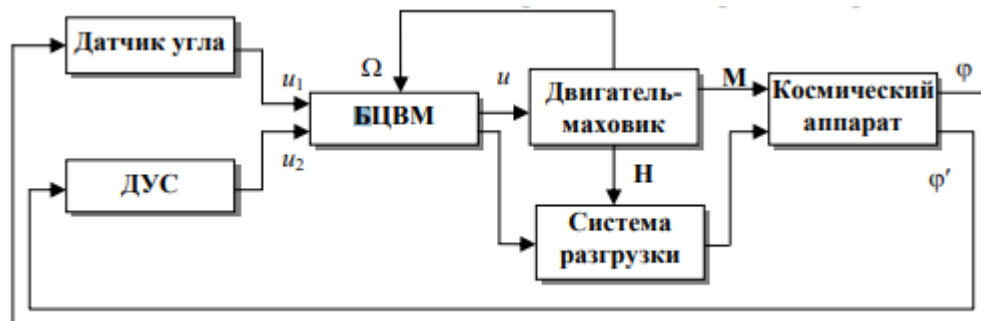 Датчик угла
u1
Ω
u
М
φ
БЦВМ
Двигатель-
маховик
Космический
аппарат
u2
ДУС
Н
φ′
Система
разгрузки